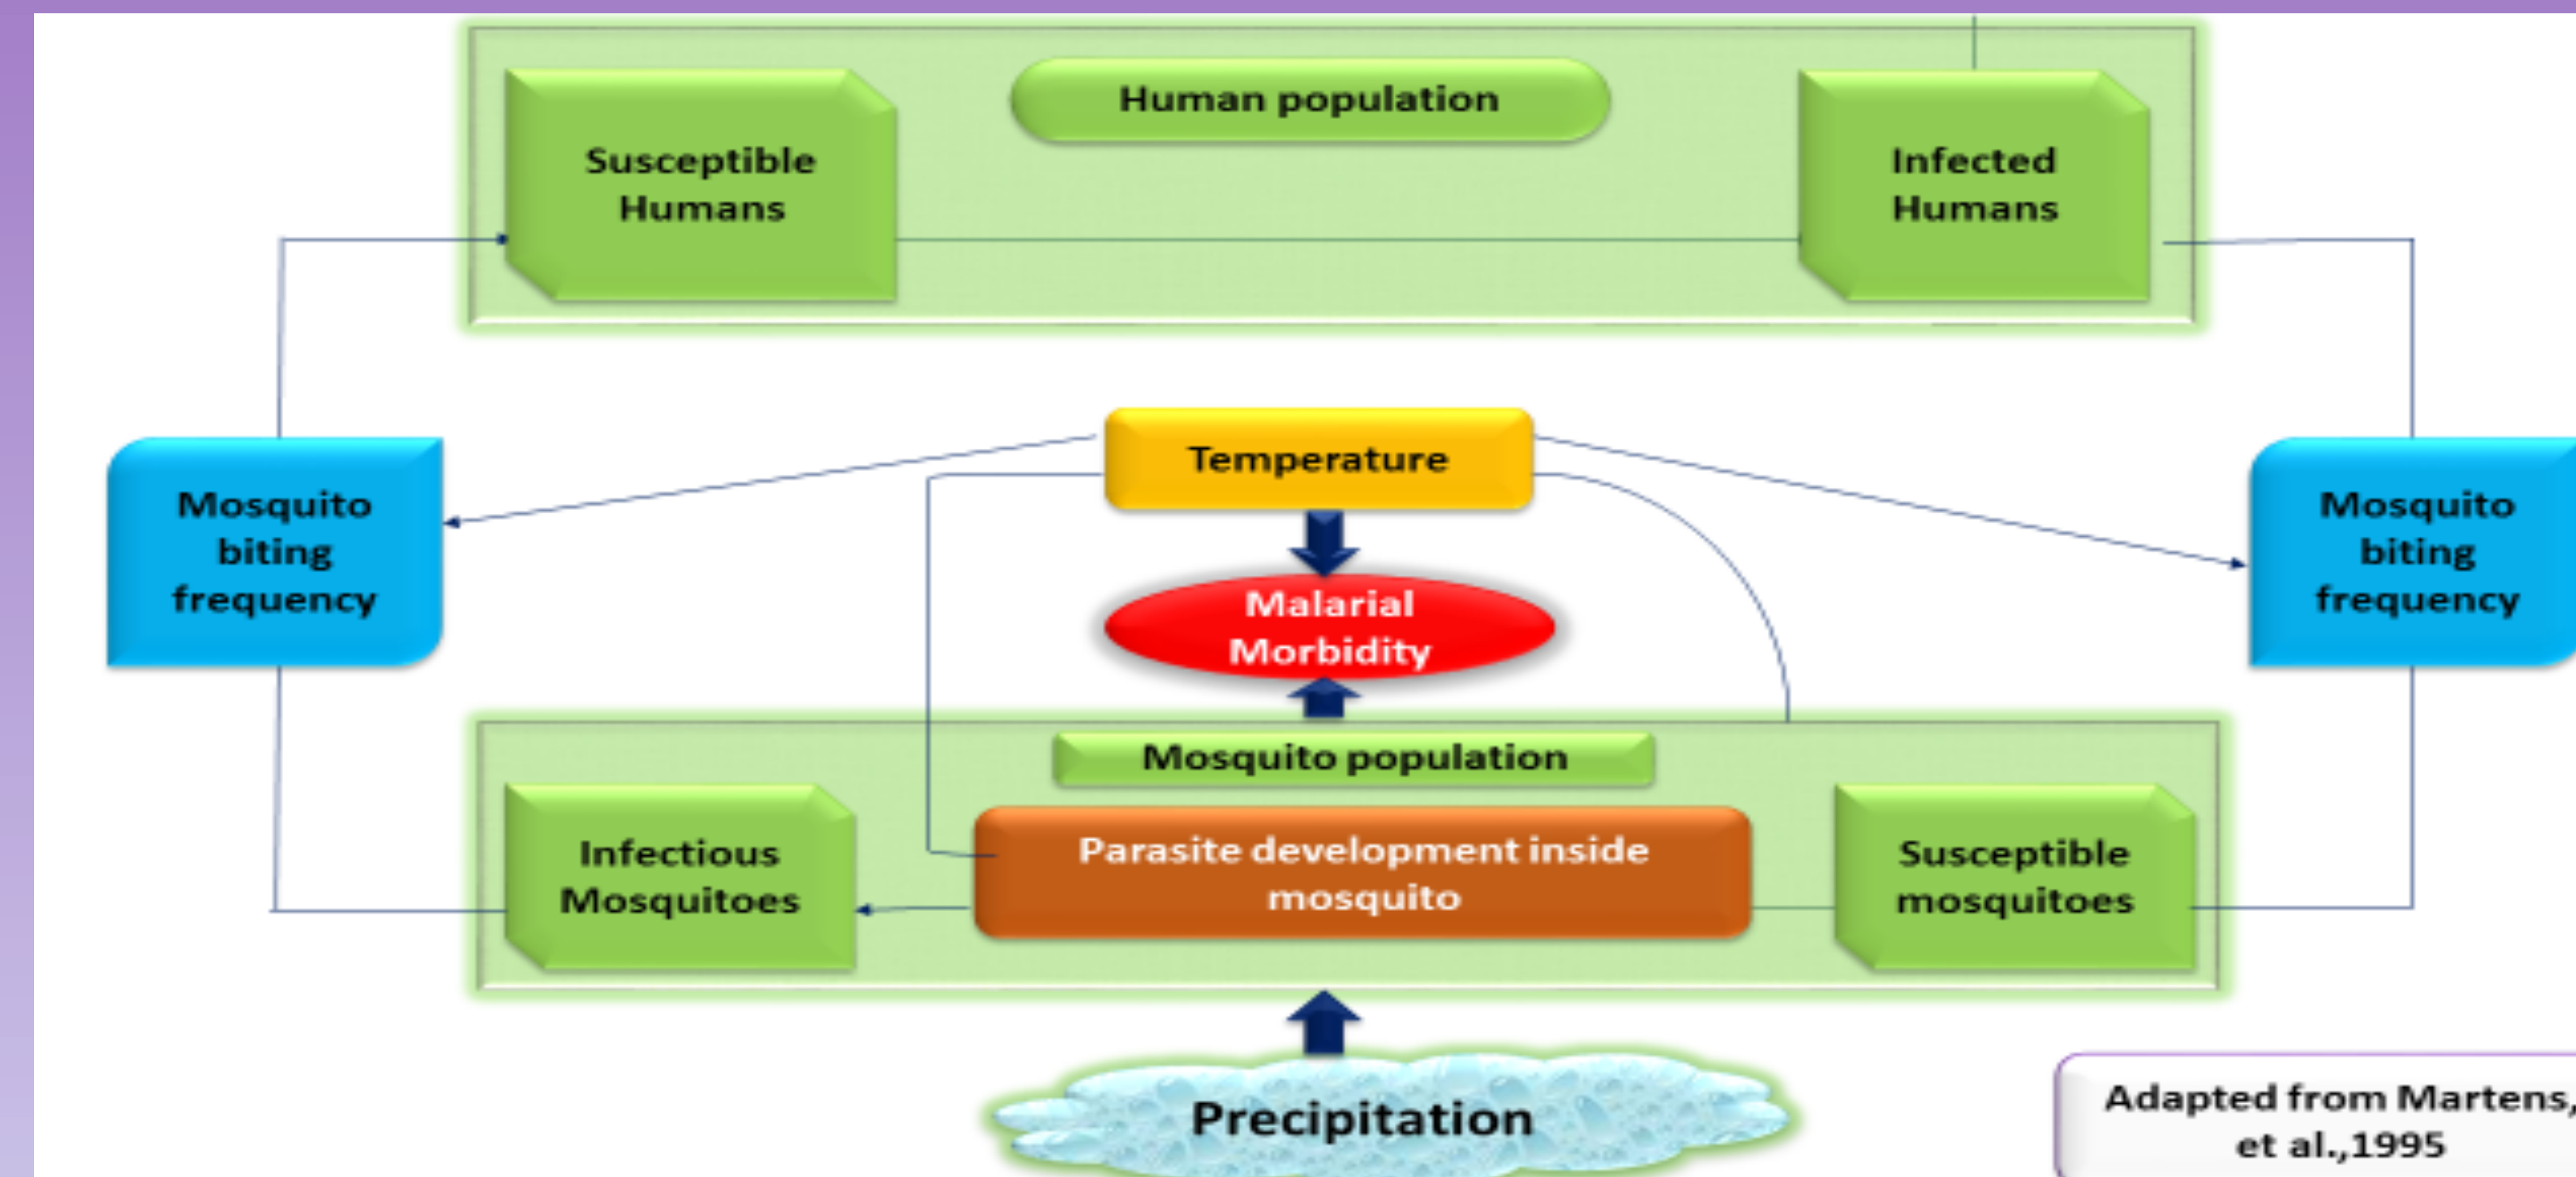 Human population
Susceptible
Humans
Infected
Humans
Temperature
Mosquito
biting
frequency
Mosquito
biting
frequency
Malarial
Morbidity
Mosquito population
Infectious
Mosquitoes
Parasite development inside
mosquito
Susceptible
mosquitoes
Precipitation
Adapted from Martens,
et al.,1995